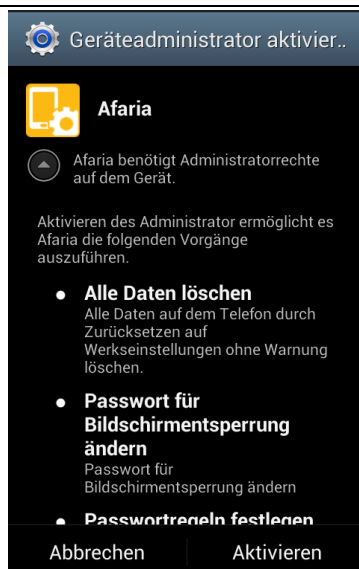 Geräteadministrator aktivier..
Afaria
Afaria benötigt Administratorrechte
auf dem Gerät.
Aktivieren des Administrator ermöglicht es
Afaria die folgenden Vorgänge
auszuführen.
● Alle Daten löschen
Alle Daten auf dem Telefon durch
Zurücksetzen auf
Werkseinstellungen ohne Warnung
löschen.
● Passwort für
Bildschirmentsperrung
ändern
Passwort für
Bildschirmentsperrung ändern
● Passwortregeln festlegen
Abbrechen Aktivieren